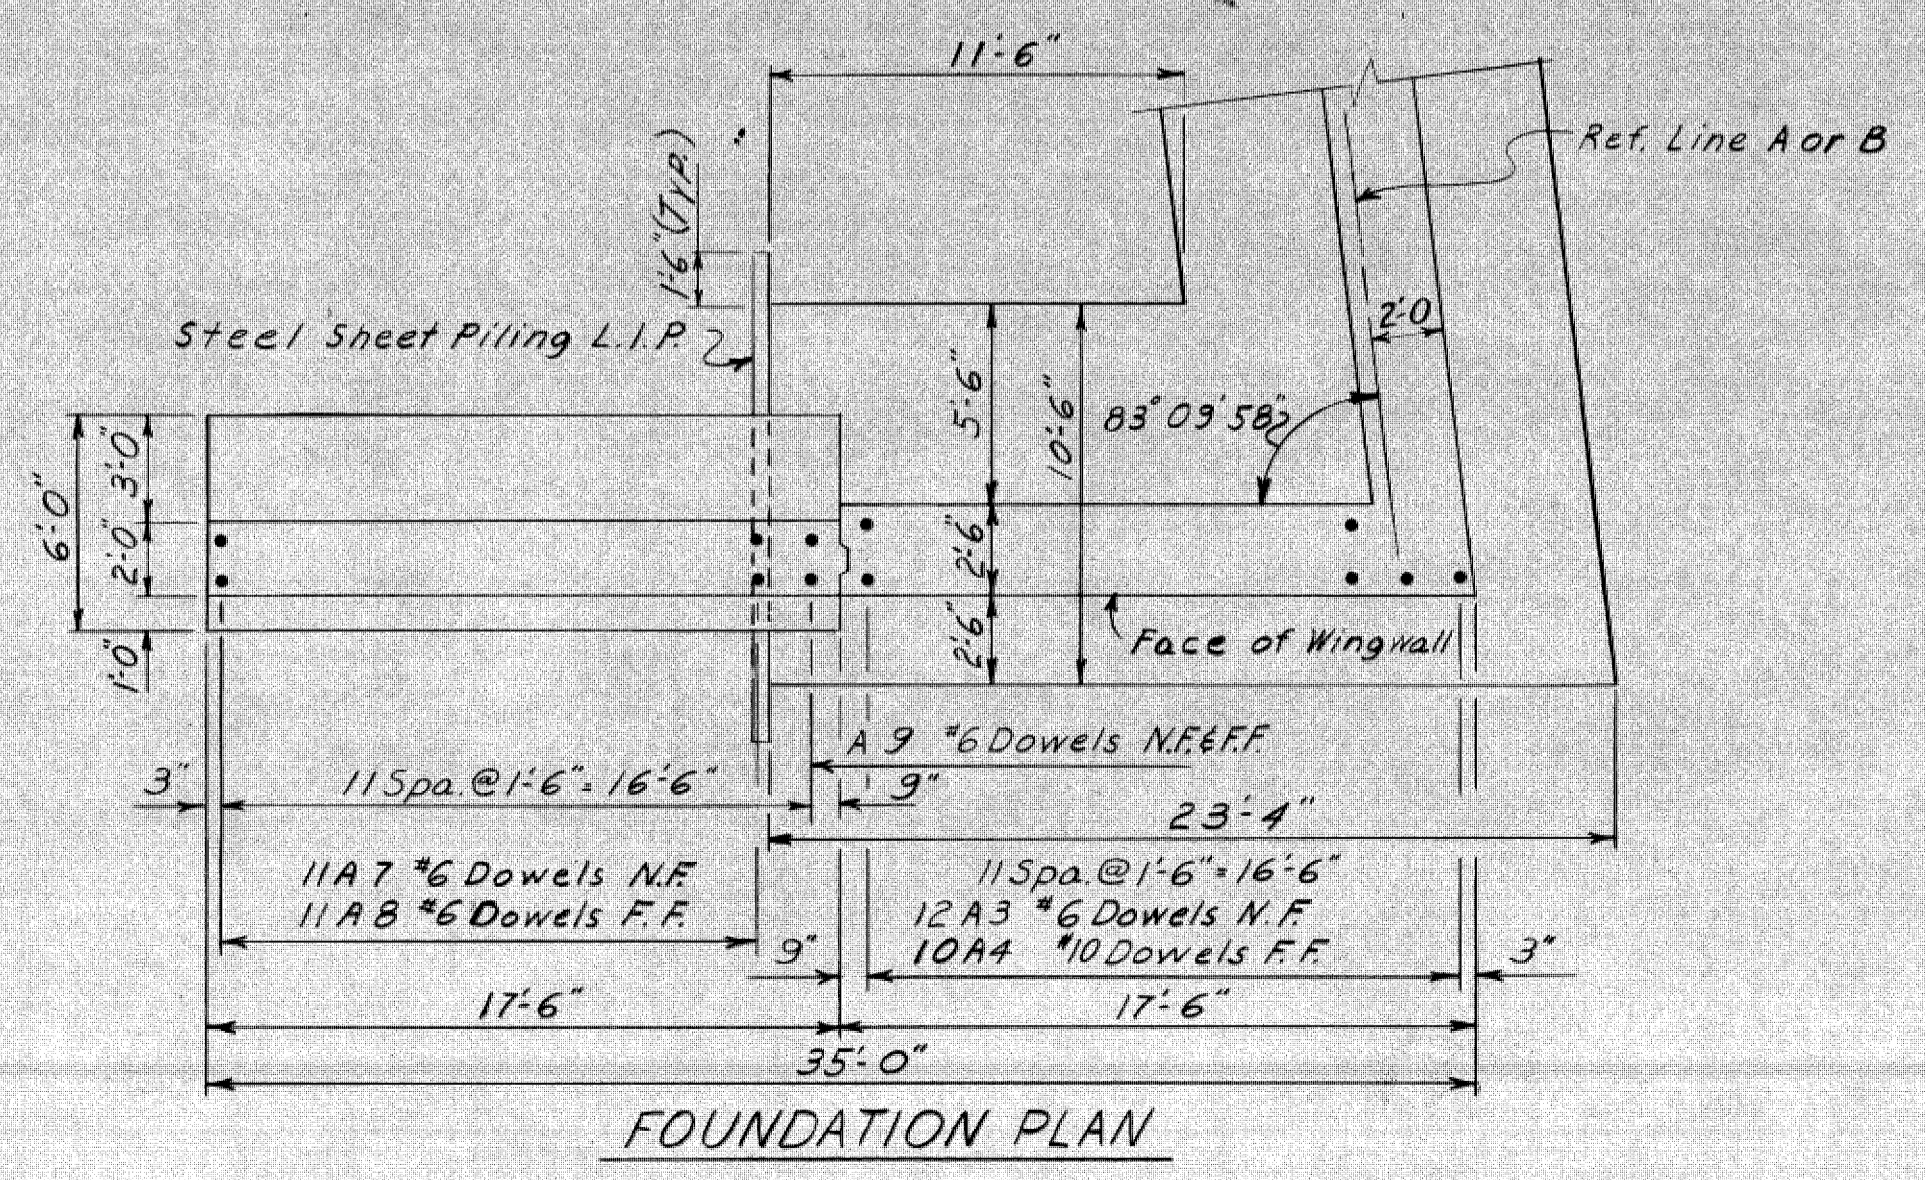 11'-6"
Ref. Line A or B
1'-6" (TYP.)
Steel Sheet Piling L.I.P.
2'-0
5'-6"
10'-6"
83° 09' 58"
6'-0"
3'-0"
2'-0"
2'-6"
2'-6"
1'-0"
Face of Wingwall
A 9 #6 Dowels N.F.&F.F.
3"
11 Spa. @ 1'-6" = 16'-6"
9"
23'-4"
11 A 7 #6 Dowels N.F.
11 A 8 #6 Dowels F.F.
11 Spa. @ 1'-6" = 16'-6"
12 A3 #6 Dowels N.F.
10 A4 #10 Dowels F.F.
9"
3"
17'-6"
17'-6"
35'-0"
FOUNDATION PLAN